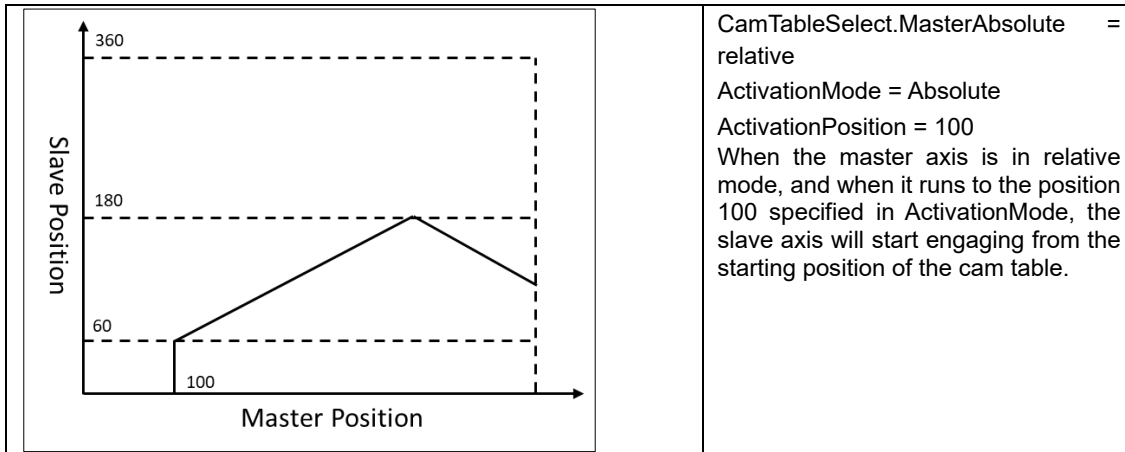 360
180
60
100
Slave Position
Master Position
CamTableSelect.MasterAbsolute =
relative
ActivationMode = Absolute
ActivationPosition = 100
When the master axis is in relative
mode, and when it runs to the position
100 specified in ActivationMode, the
slave axis will start engaging from the
starting position of the cam table.